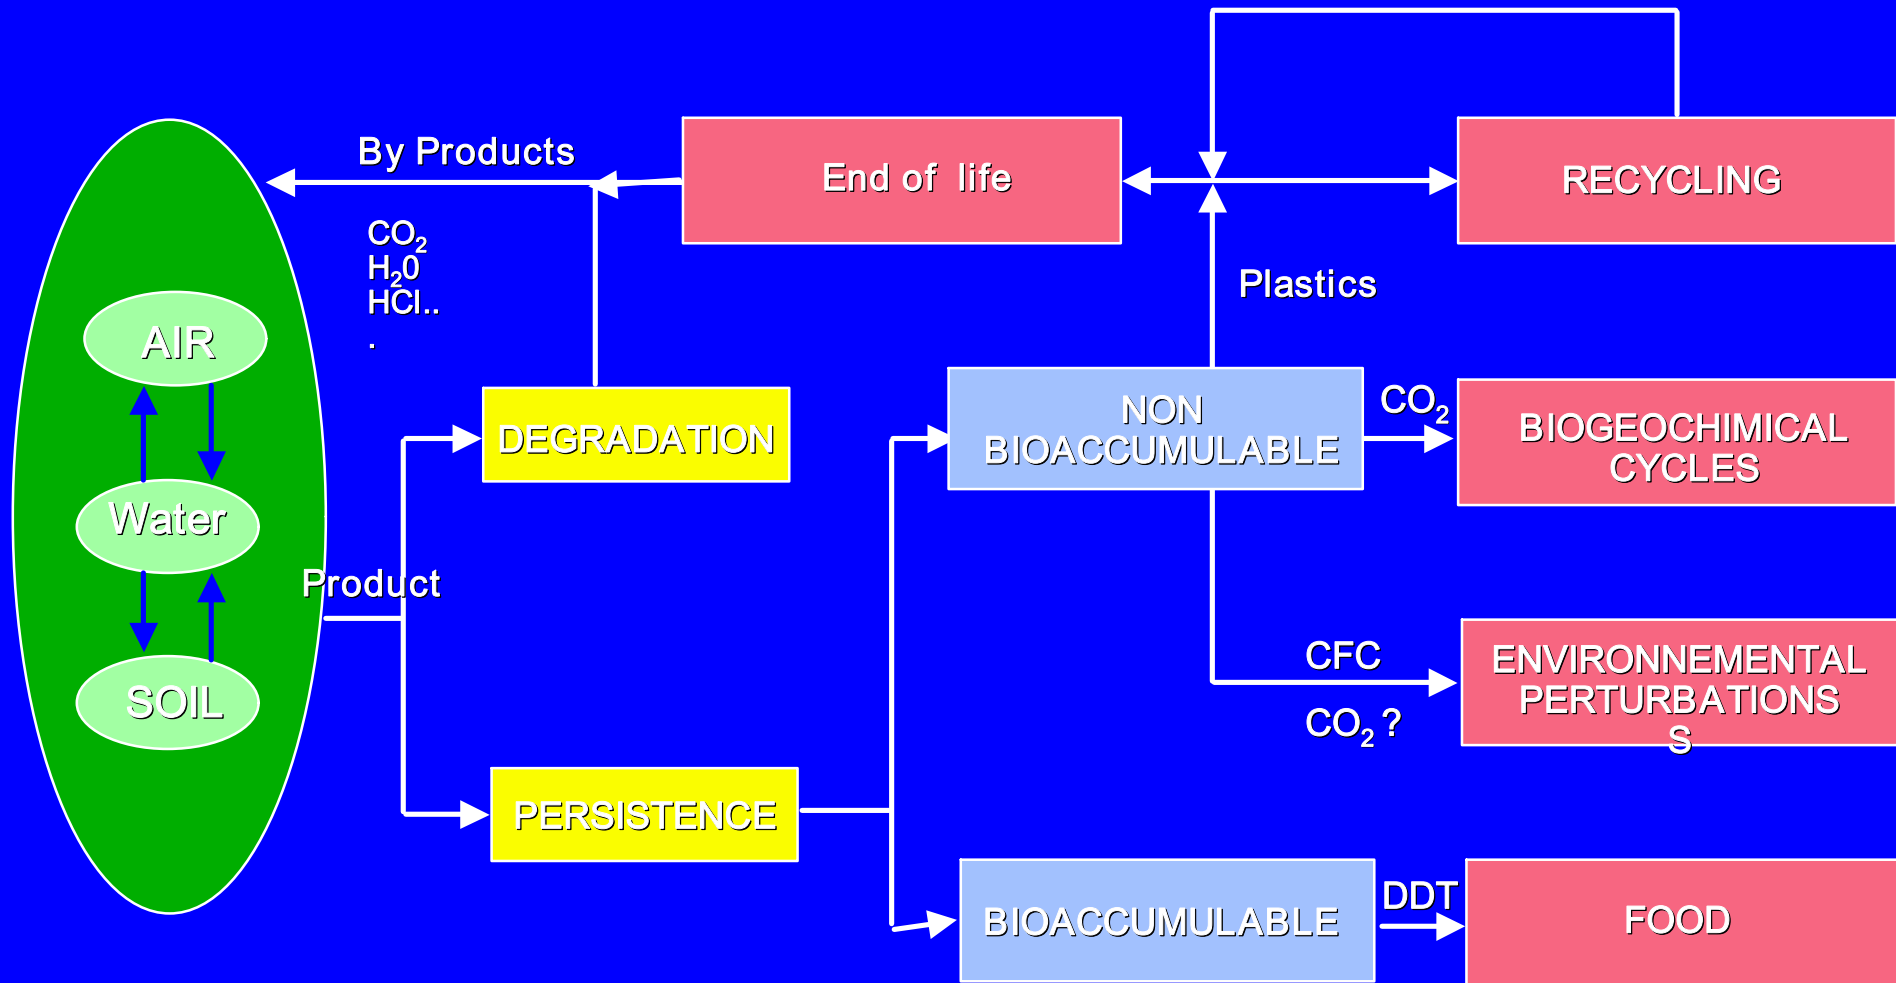 By Products
End of  life
RECYCLING
CO₂
H₂0
HCl..
.
Plastics
AIR
CO₂
NON
BIOACCUMULABLE
BIOGEOCHIMICAL
CYCLES
DEGRADATION
Water
Product
CFC
CO₂ ?
ENVIRONNEMENTAL
PERTURBATIONS
S
SOIL
PERSISTENCE
BIOACCUMULABLE
DDT
FOOD